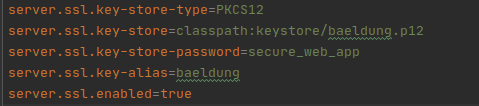 server.ssl.key-store-type=PKCS12
server.ssl.key-store=classpath:keystore/baeldung.p12
server.ssl.key-store-password=secure_web_app
server.ssl.key-alias=baeldung
server.ssl.enabled=true